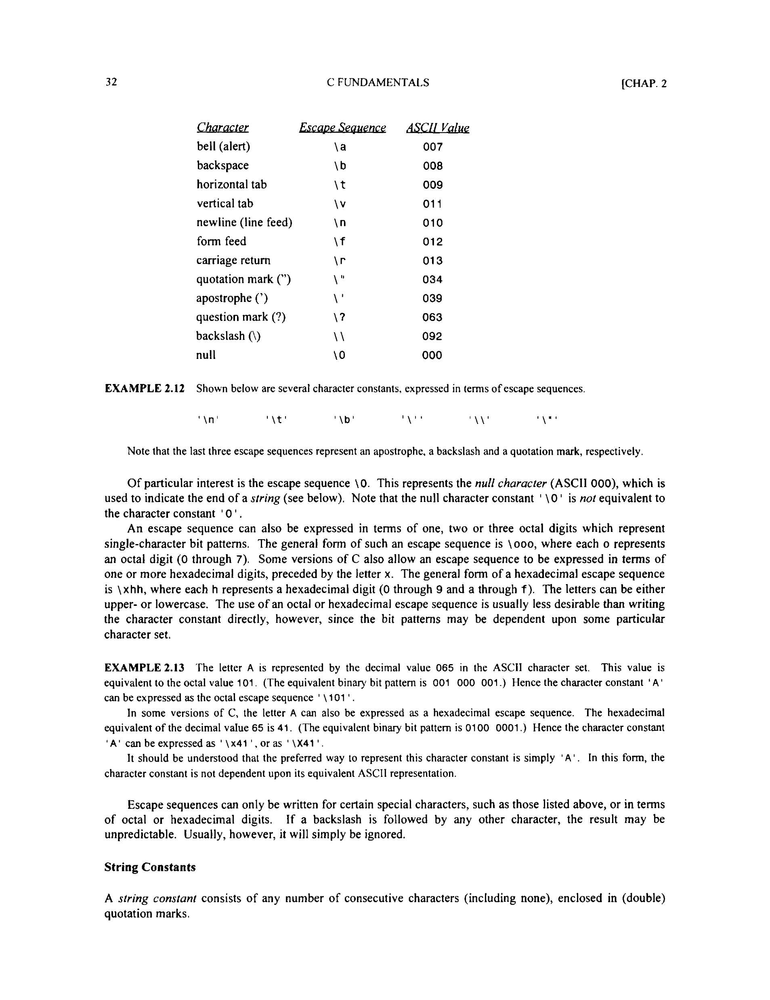 32 C FUNDAMENTALS [CHAP. 2
Character Escape Sequence ASCII Value
bell (alert) \a 007
backspace \b 008
horizontal tab \t 009
vertical tab \v 011
newline (line feed) \n 010
form feed \f 012
carriage return \r 013
quotation mark (”) \" 034
apostrophe (’) \' 039
question mark (?) \? 063
backslash (\) \\ 092
null \0 000
EXAMPLE 2.12 Shown below are several character constants, expressed in terms of escape sequences.
'\n' '\t' '\b' '\'' '\\' '\"'
Note that the last three escape sequences represent an apostrophe, a backslash and a quotation mark, respectively.
Of particular interest is the escape sequence \0. This represents the null character (ASCII 000), which is
used to indicate the end of a string (see below). Note that the null character constant '\0' is not equivalent to
the character constant '0'.
An escape sequence can also be expressed in terms of one, two or three octal digits which represent
single-character bit patterns. The general form of such an escape sequence is \ooo, where each o represents
an octal digit (0 through 7). Some versions of C also allow an escape sequence to be expressed in terms of
one or more hexadecimal digits, preceded by the letter x. The general form of a hexadecimal escape sequence
is \xhh, where each h represents a hexadecimal digit (0 through 9 and a through f). The letters can be either
upper- or lowercase. The use of an octal or hexadecimal escape sequence is usually less desirable than writing
the character constant directly, however, since the bit patterns may be dependent upon some particular
character set.
EXAMPLE 2.13 The letter A is represented by the decimal value 065 in the ASCII character set. This value is
equivalent to the octal value 101. (The equivalent binary bit pattern is 001 000 001.) Hence the character constant 'A'
can be expressed as the octal escape sequence '\101'.
In some versions of C, the letter A can also be expressed as a hexadecimal escape sequence. The hexadecimal
equivalent of the decimal value 65 is 41. (The equivalent binary bit pattern is 0100 0001.) Hence the character constant
'A' can be expressed as '\x41', or as '\X41'.
It should be understood that the preferred way to represent this character constant is simply 'A'. In this form, the
character constant is not dependent upon its equivalent ASCII representation.
Escape sequences can only be written for certain special characters, such as those listed above, or in terms
of octal or hexadecimal digits. If a backslash is followed by any other character, the result may be
unpredictable. Usually, however, it will simply be ignored.
String Constants
A string constant consists of any number of consecutive characters (including none), enclosed in (double)
quotation marks.